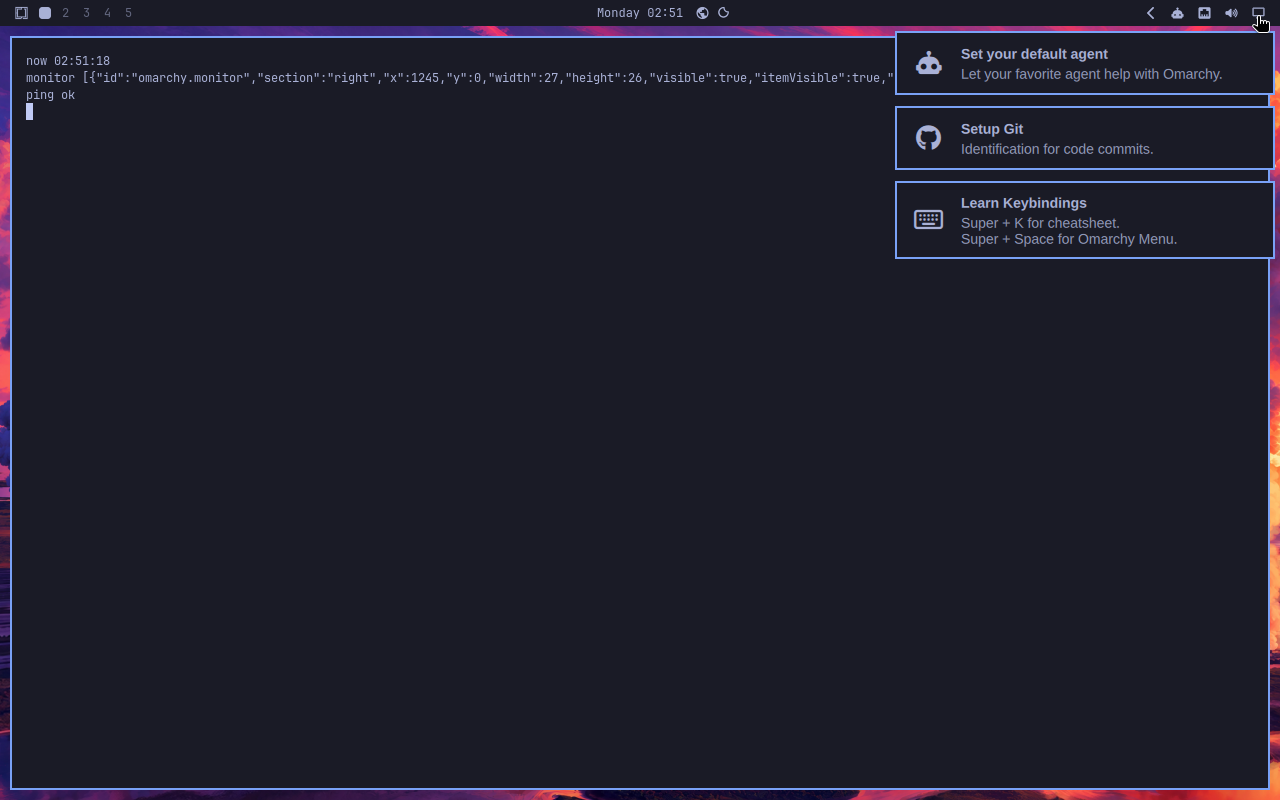 2 3 4 5
Monday 02:51
now 02:51:18
monitor [{"id":"omarchy.monitor","section":"right","x":1245,"y":0,"width":27,"height":26,"visible":true,"itemVisible":true,"
ping ok
Set your default agent
Let your favorite agent help with Omarchy.
Setup Git
Identification for code commits.
Learn Keybindings
Super + K for cheatsheet.
Super + Space for Omarchy Menu.